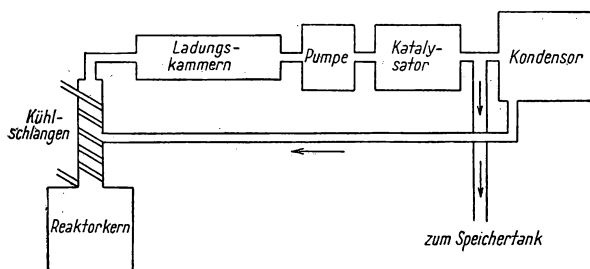 Ladungs-
kammern
Pumpe
Kataly-
sator
Kondensor
Kühl-
schlangen
Reaktorkern
zum Speichertank